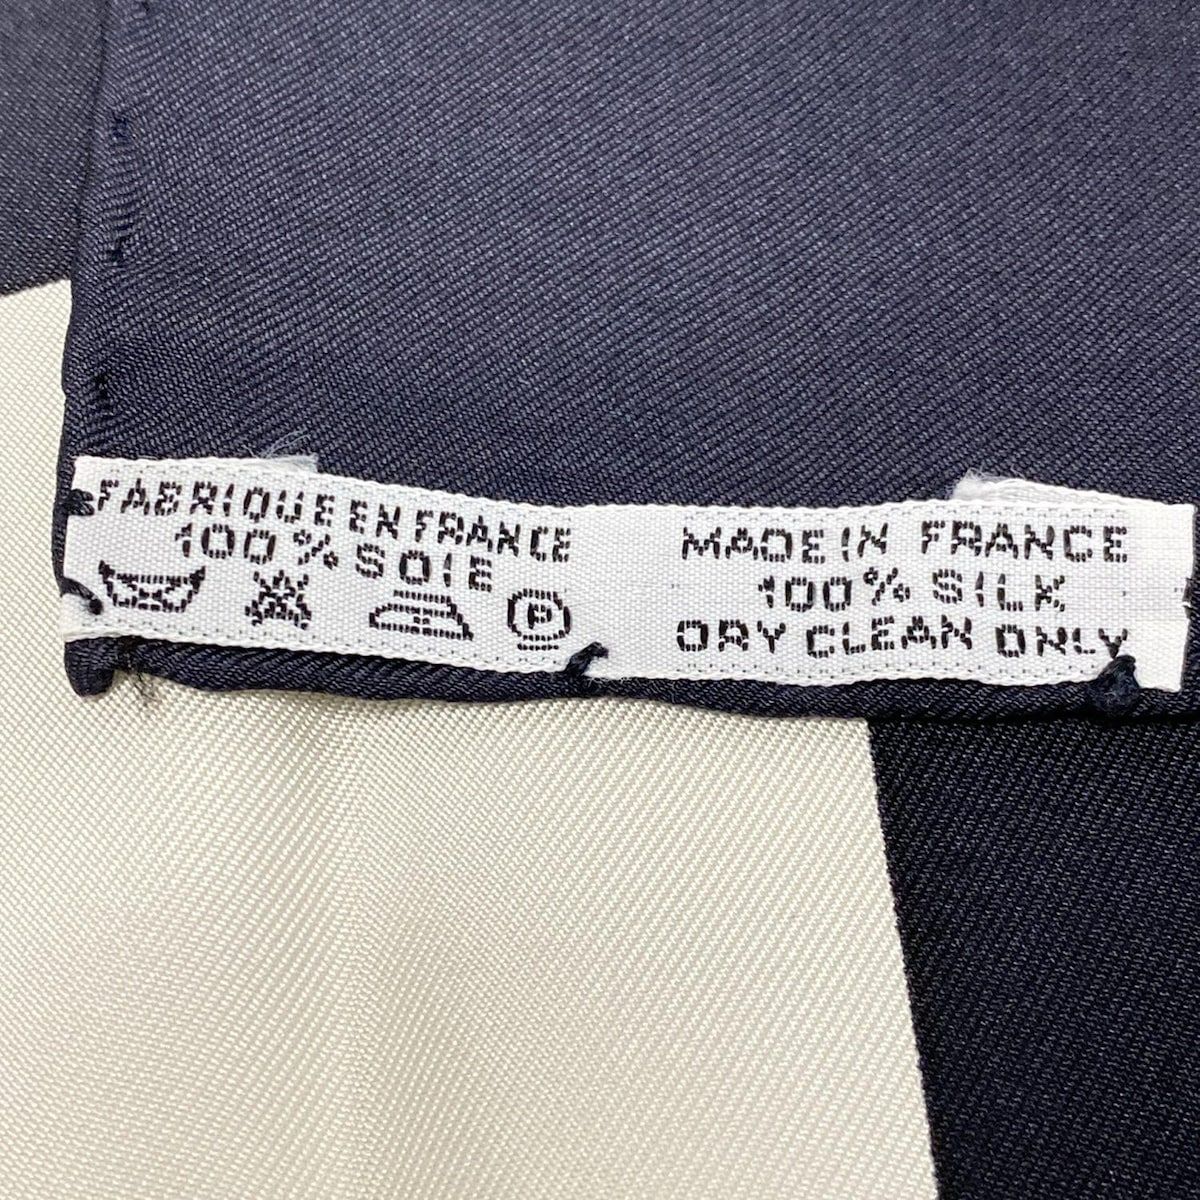 FABRIQUE EN FRANCE
100% SOIE
P
MADE IN FRANCE
100% SILK
DRY CLEAN ONLY